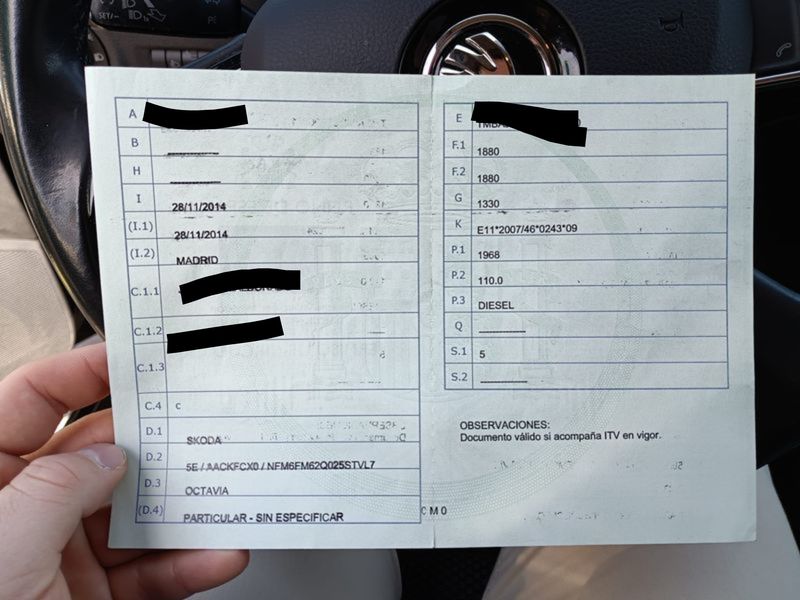 A
B
H
I 28/11/2014
(I.1) 28/11/2014
(I.2) MADRID
C.1.1
C.1.2
C.1.3
C.4 c
D.1 SKODA
D.2 5E / AACKFCX0 / NFM6FM62Q025STVL7
D.3 OCTAVIA
(D.4) PARTICULAR - SIN ESPECIFICAR
E
F.1 1880
F.2 1880
G 1330
K E11*2007/46*0243*09
P.1 1968
P.2 110.0
P.3 DIESEL
Q
S.1 5
S.2
OBSERVACIONES:
Documento válido si acompaña ITV en vigor.